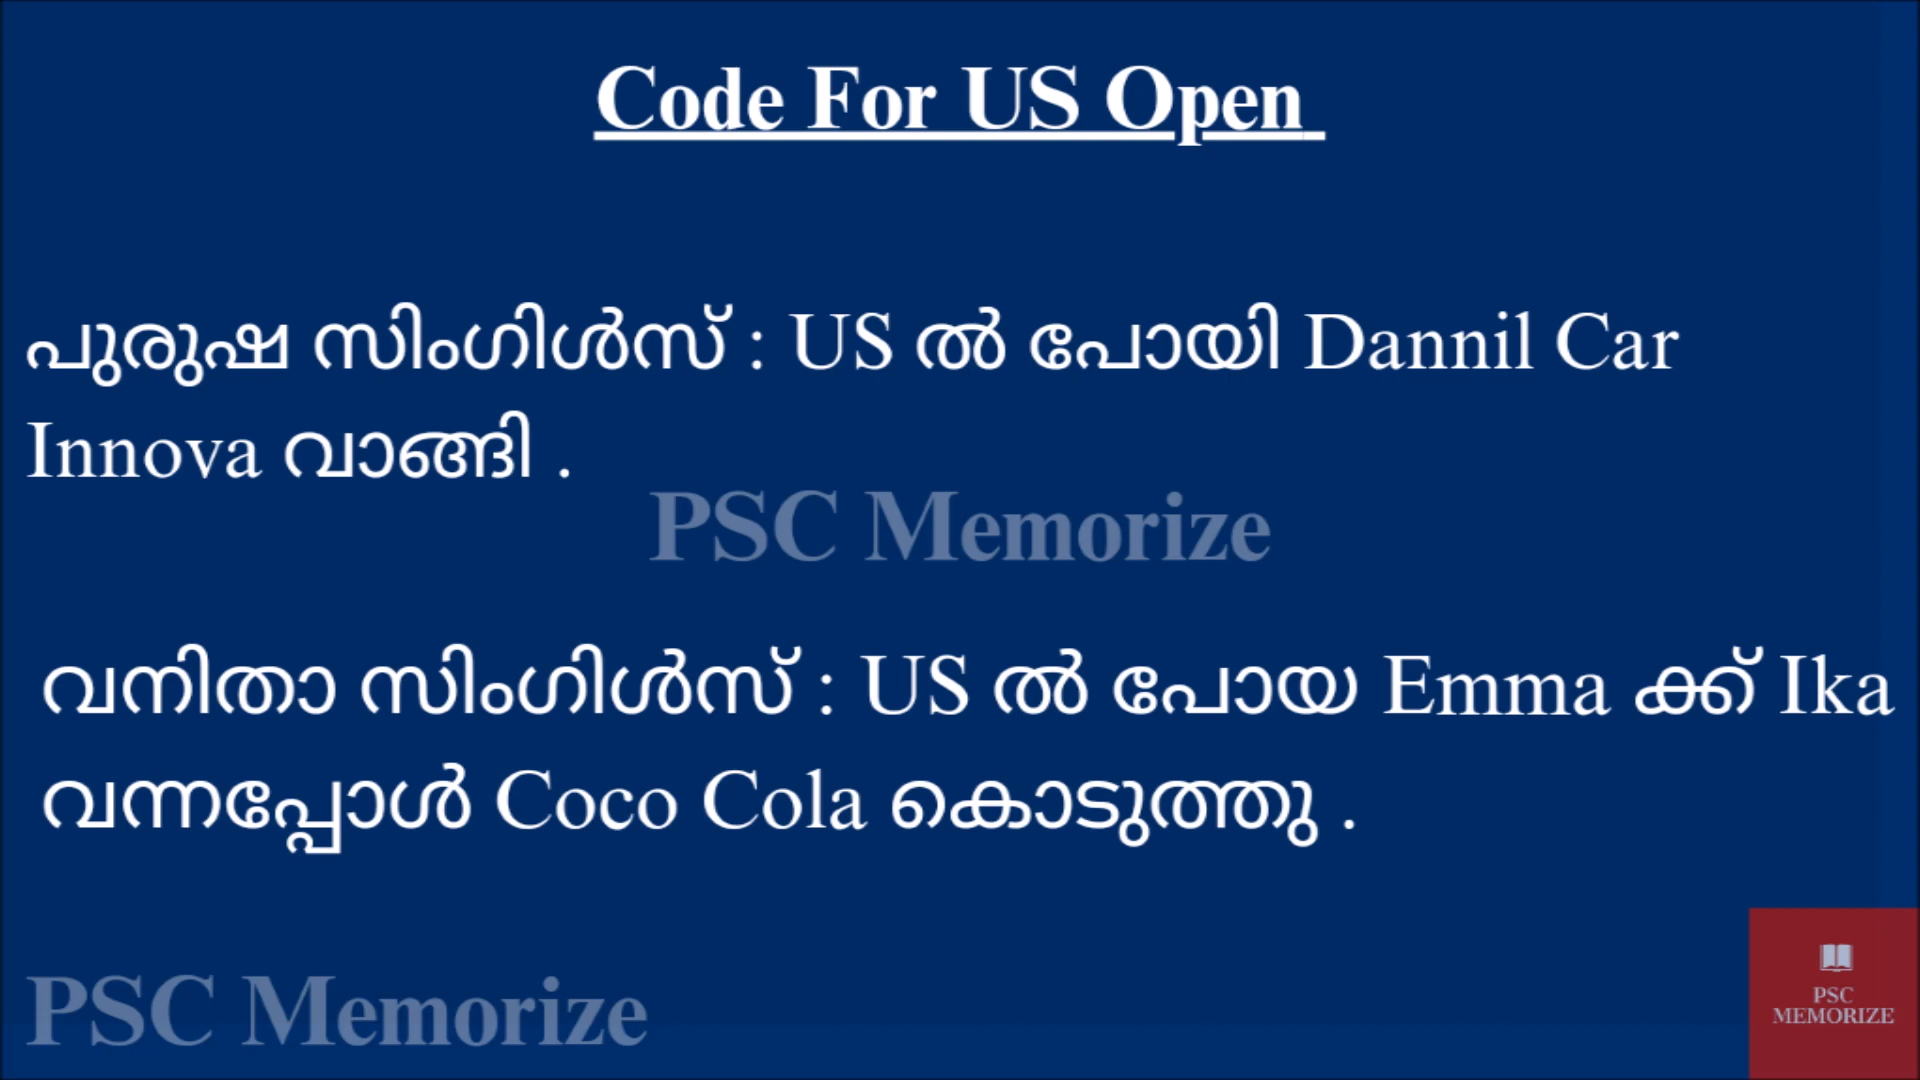 Code For US Open
പുരുഷ സിംഗിൾസ് : US ൽ പോയി Dannil Car
Innova വാങ്ങി .
PSC Memorize
വനിതാ സിംഗിൾസ് : US ൽ പോയ Emma ക്ക് Ika
വന്നപ്പോൾ Coco Cola കൊടുത്തു .
PSC Memorize
PSC
MEMORIZE